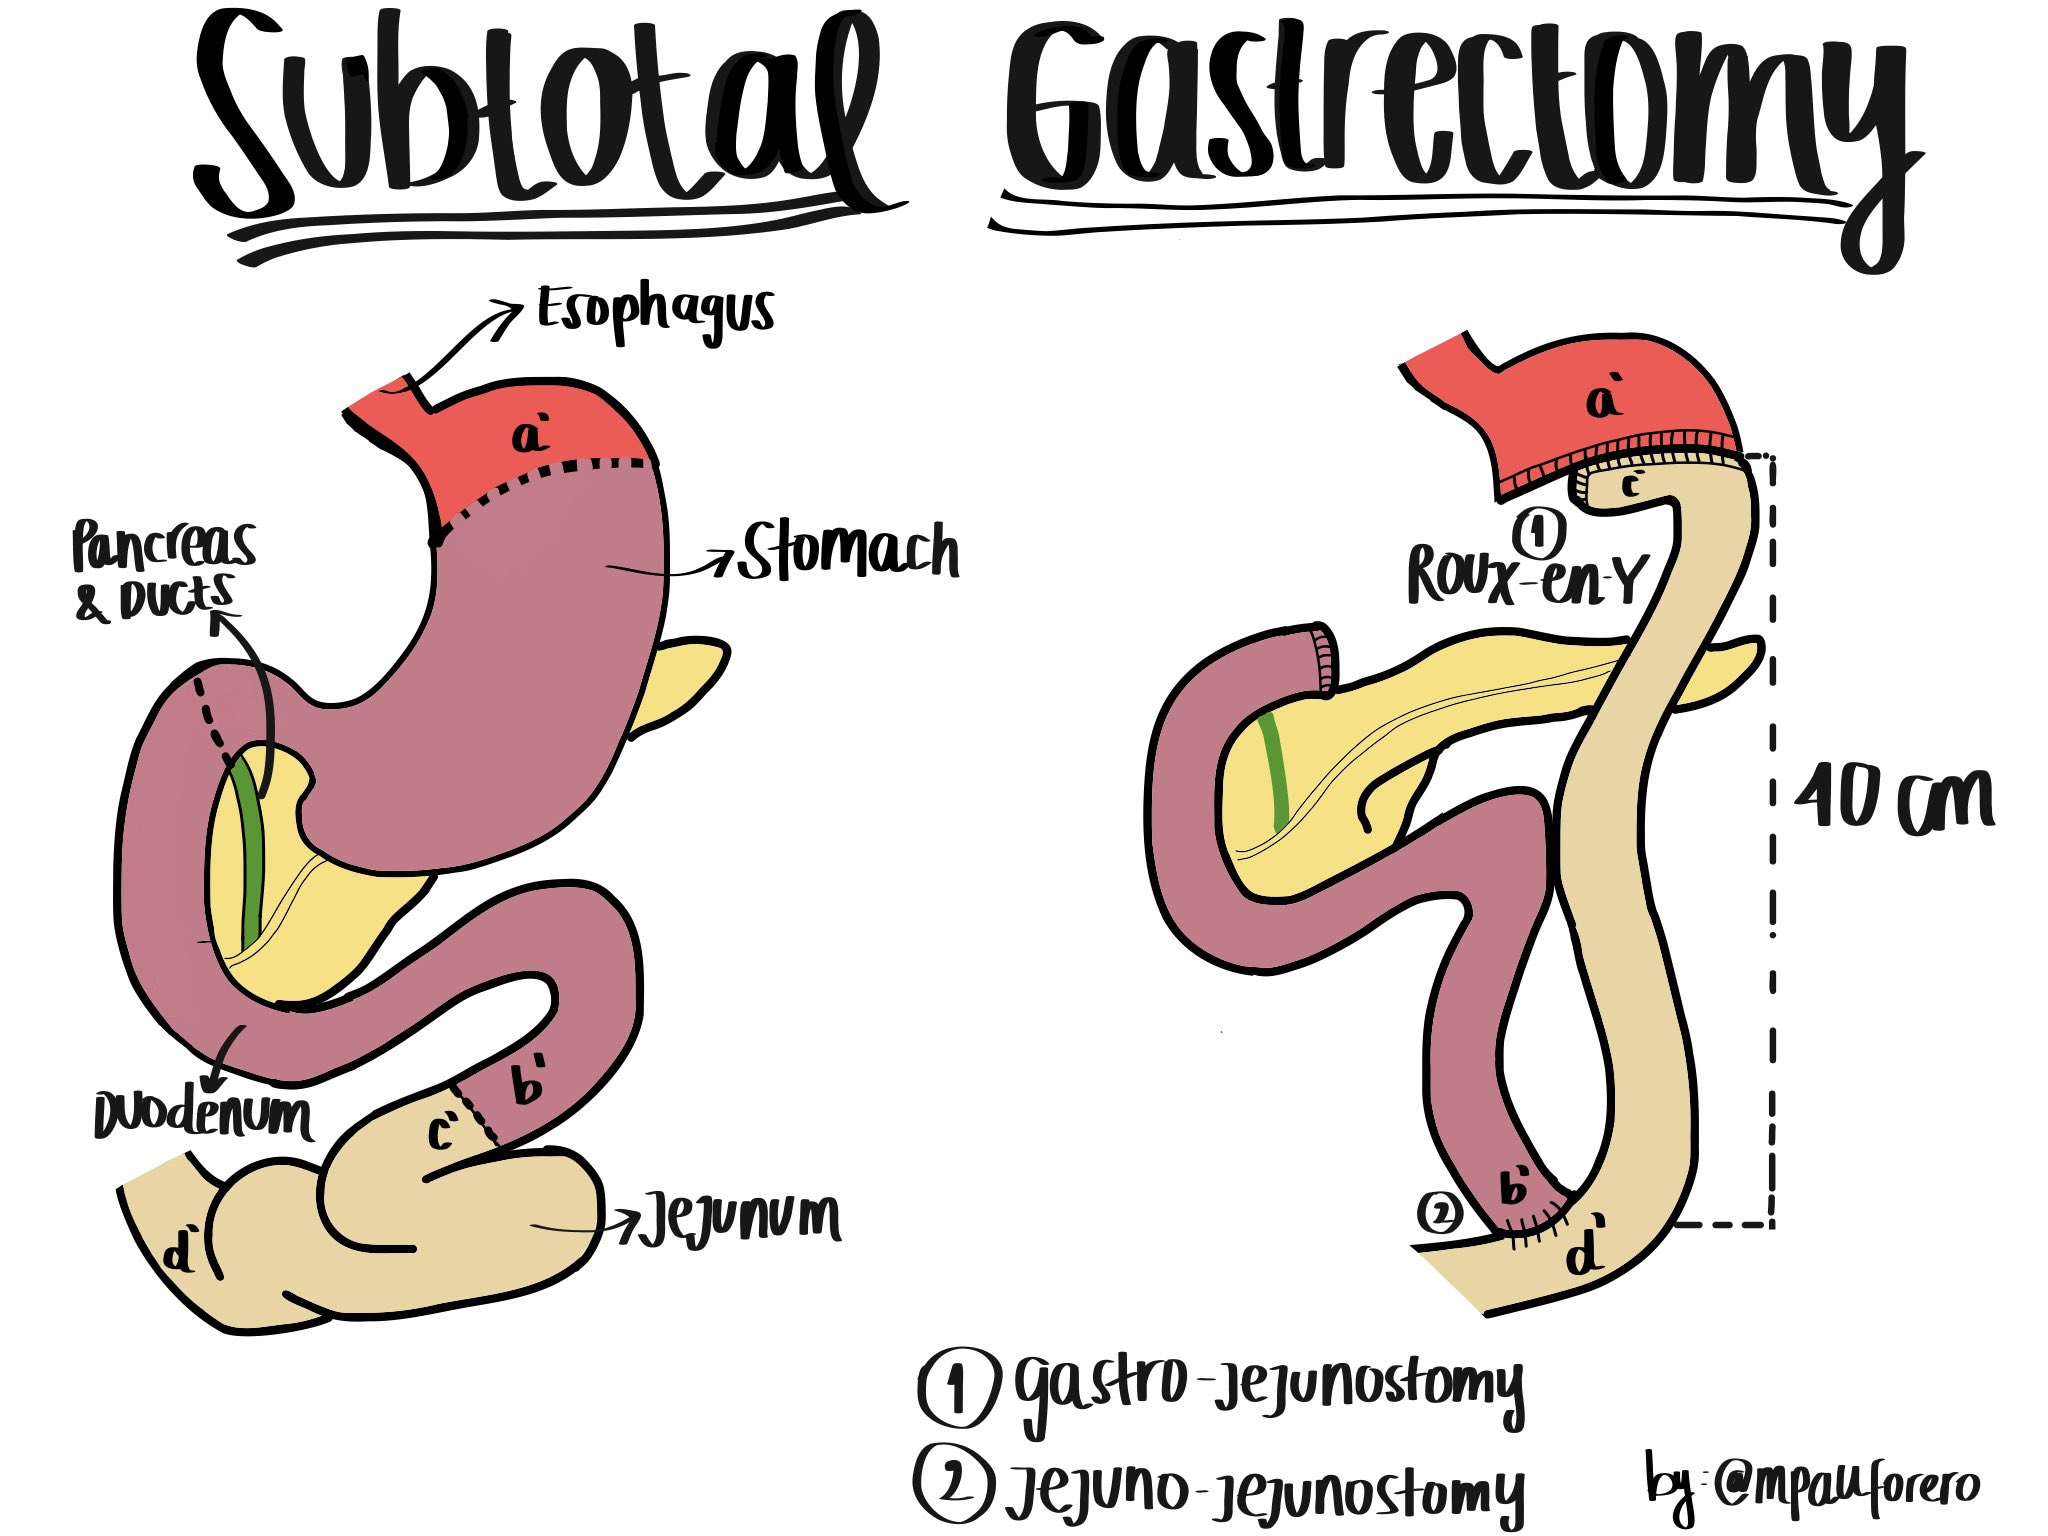 Subtotal Gastrectomy
Esophagus
a'
Stomach
Pancreas
& Ducts
Duodenum
b'
c'
d'
Jejunum
a'
c'
1
Roux-en-Y
40 cm
b'
2
d'
1 gastro-jejunostomy
2 jejuno-jejunostomy
by: @mpauforero